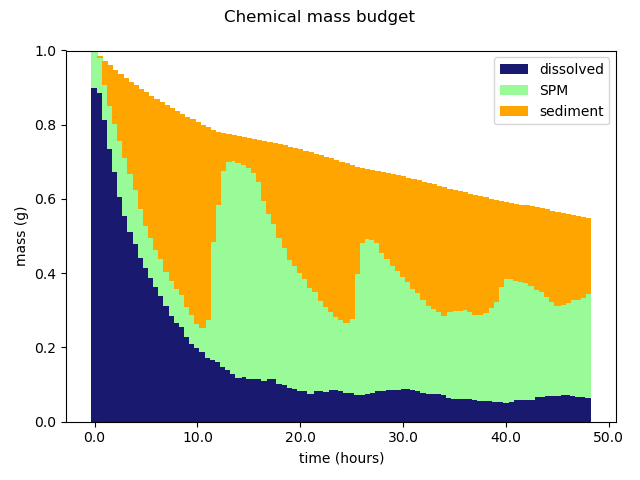 Chemical mass budget
1.0
0.8
0.6
0.4
0.2
0.0
mass (g)
dissolved
SPM
sediment
0.0 10.0 20.0 30.0 40.0 50.0
time (hours)